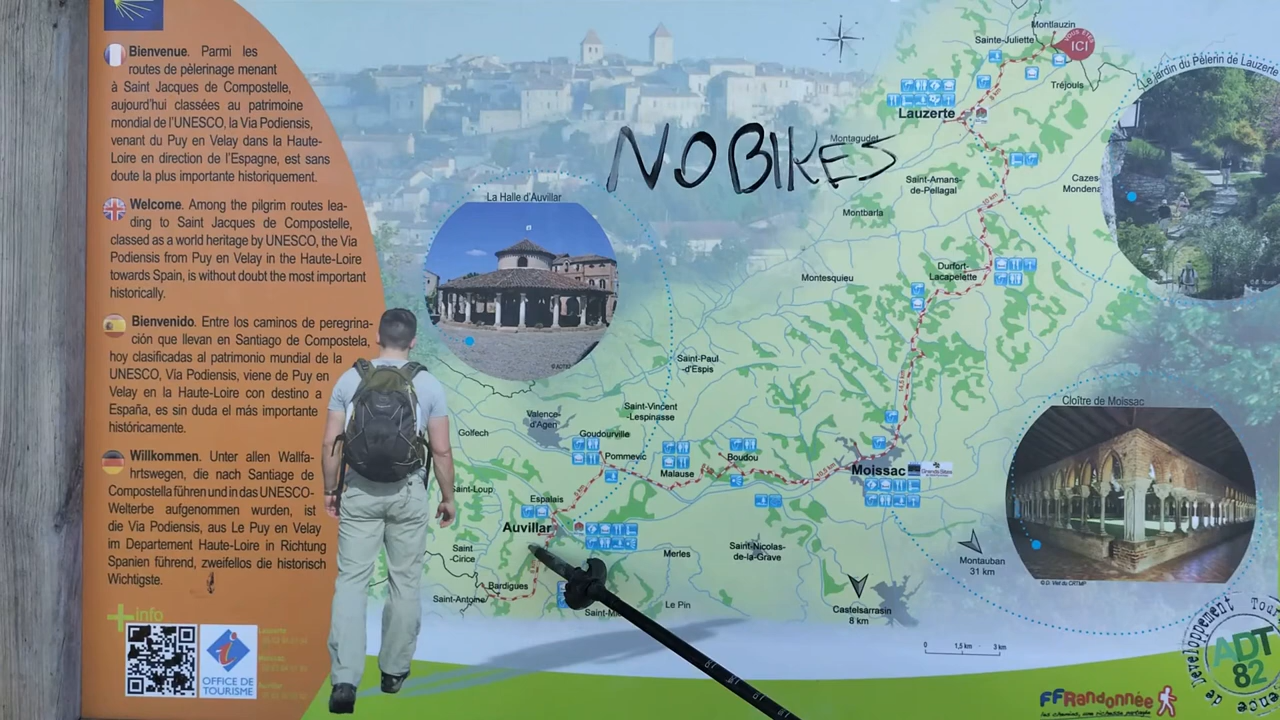 Bienvenue. Parmi les
routes de pèlerinage menant
à Saint Jacques de Compostelle,
aujourd'hui classées au patrimoine
mondial de l'UNESCO, la Via Podiensis,
venant du Puy en Velay dans la Haute-
Loire en direction de l'Espagne, est sans
doute la plus importante historiquement.
Welcome. Among the pilgrim routes lea-
ding to Saint Jacques de Compostelle,
classed as a world heritage by UNESCO, the Via
Podiensis from Puy en Velay in the Haute-Loire
towards Spain, is without doubt the most important
historically.
Bienvenido. Entre los caminos de peregrina-
ción que llevan en Santiago de Compostela,
hoy clasificadas al patrimonio mundial de la
UNESCO, Vía Podiensis, viene de Puy en
Velay en la Haute-Loire con destino a
España, es sin duda el más importante
históricamente.
Willkommen. Unter allen Wallfa-
hrtswegen, die nach Santiago de
Compostella führen und in das UNESCO-
Welterbe aufgenommen wurden, ist
die Via Podiensis, aus Le Puy en Velay
im Departement Haute-Loire in Richtung
Spanien führend, zweifellos die historisch
Wichtigste.
+info
OFFICE DE
TOURISME
NO BIKES
La Halle d'Auvillar
Montlauzin
Sainte-Juliette
VOUS ÊTES
ICI
Tréjouls
Le jardin du Pèlerin de Lauzerte
Lauzerte
Montagudet
Saint-Amans-
de-Pellagal
Cazes-
Mondena
Montbarla
Durfort-
Lacapelette
Montesquieu
Saint-Paul
-d'Espis
Saint-Vincent
-Lespinasse
Valence-
d'Agen
Golfech
Goudourville
Pommevic
Malause
Boudou
Moissac
Cloître de Moissac
Saint-Loup
Espalais
Auvillar
Saint
-Cirice
Bardigues
Saint-Antoine
Merles
Saint-Nicolas-
de-la-Grave
Le Pin
Montauban
31 km
Castelsarrasin
8 km
1,5 km
3 km
FFRandonnée
les chemins, une richesse partagée
ADT
82